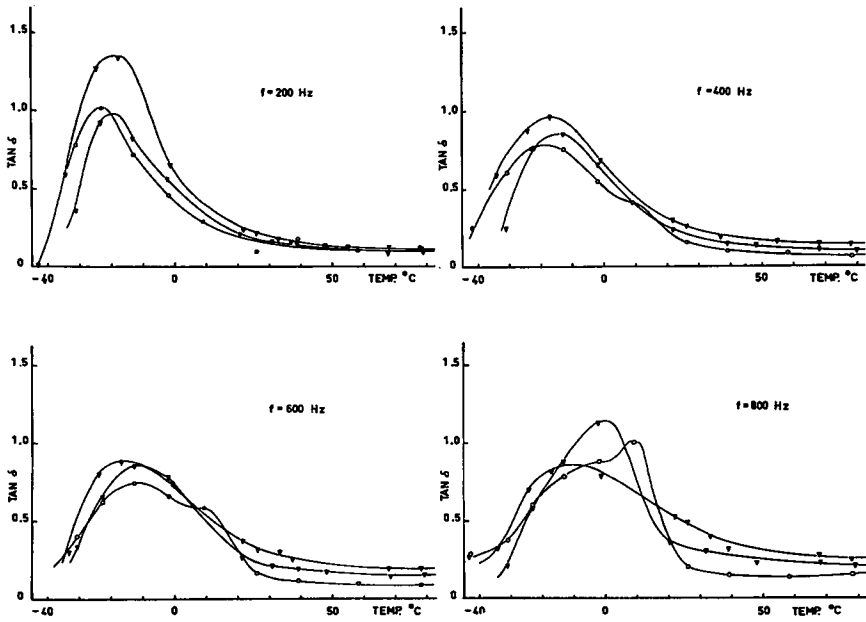 1.5
1.0
0.5
0
TAN δ
f = 200 Hz
-40
0
50
TEMP. °C
1.5
1.0
0.5
0
TAN δ
f = 400 Hz
-40
0
50
TEMP. °C
1.5
1.0
0.5
0
TAN δ
f = 600 Hz
-40
0
50
TEMP. °C
1.5
1.0
0.5
0
TAN δ
f = 800 Hz
-40
0
50
TEMP. °C